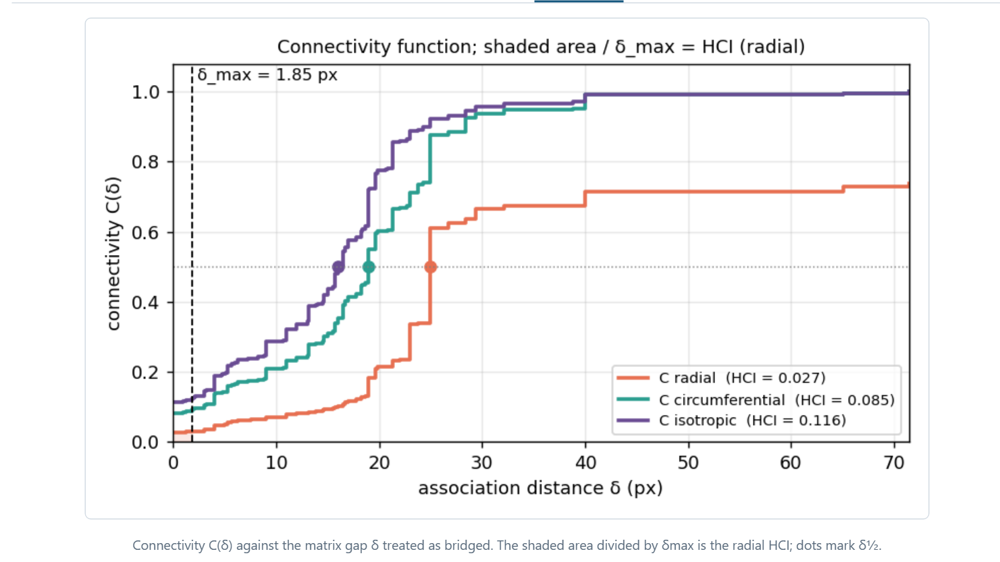 Connectivity function; shaded area / δ_max = HCI (radial)
δ_max = 1.85 px
1.0
0.8
0.6
0.4
0.2
0.0
connectivity C(δ)
C radial (HCI = 0.027)
C circumferential (HCI = 0.085)
C isotropic (HCI = 0.116)
0 10 20 30 40 50 60 70
association distance δ (px)
Connectivity C(δ) against the matrix gap δ treated as bridged. The shaded area divided by δmax is the radial HCI; dots mark δ½.